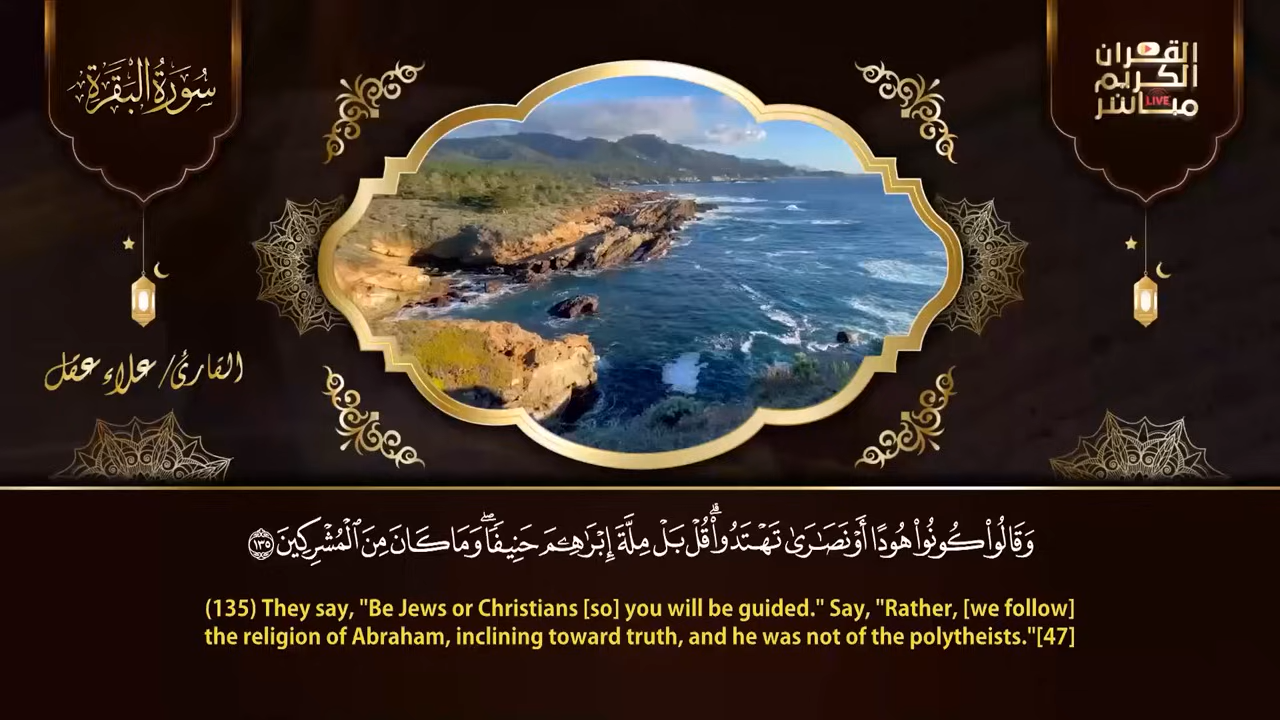 سُورَةُ البَقَرَةِ
القرآن
الكريم
مباشر
LIVE
القارئ/ علاء عقل
وَقَالُوا۟ كُونُوا۟ هُودًا أَوْ نَصَـٰرَىٰ تَهْتَدُوا۟ ۗ قُلْ بَلْ مِلَّةَ إِبْرَٰهِـۧمَ حَنِيفًا ۖ وَمَا كَانَ مِنَ ٱلْمُشْرِكِينَ ١٣٥
(135) They say, "Be Jews or Christians [so] you will be guided." Say, "Rather, [we follow]
the religion of Abraham, inclining toward truth, and he was not of the polytheists."[47]